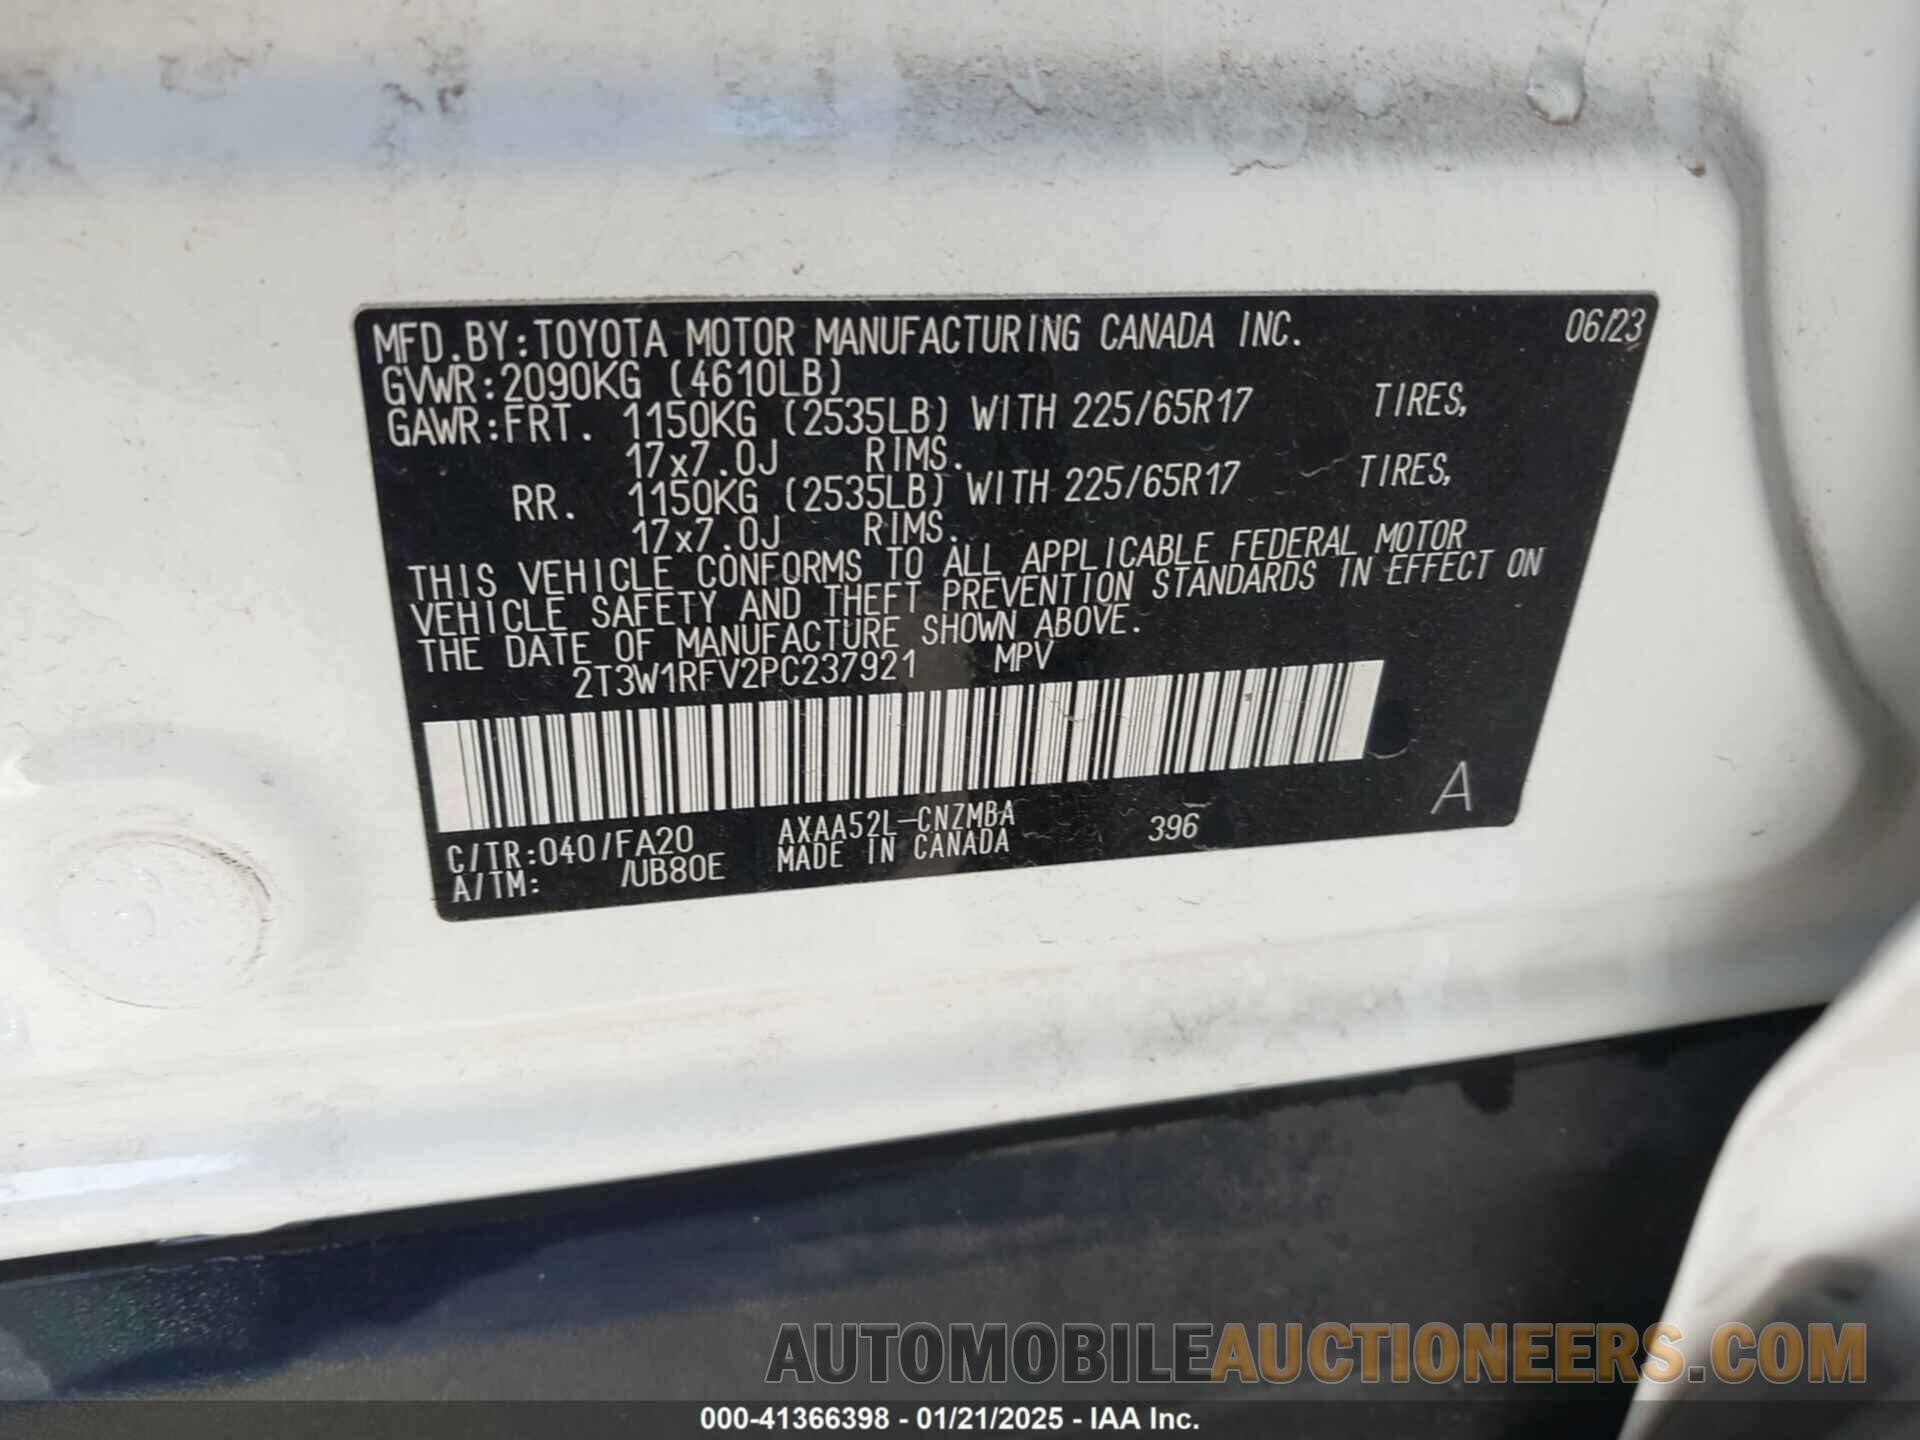 MFD.BY:TOYOTA MOTOR MANUFACTURING CANADA INC. 06/23
GVWR:2090KG (4610LB)
GAWR:FRT. 1150KG (2535LB) WITH 225/65R17 TIRES,
17x7.0J RIMS.
RR. 1150KG (2535LB) WITH 225/65R17 TIRES,
17x7.0J RIMS.
THIS VEHICLE CONFORMS TO ALL APPLICABLE FEDERAL MOTOR
VEHICLE SAFETY AND THEFT PREVENTION STANDARDS IN EFFECT ON
THE DATE OF MANUFACTURE SHOWN ABOVE.
2T3W1RFV2PC237921 MPV
C/TR:040/FA20 AXAA52L-CNZMBA 396 A
A/TM: /UB80E MADE IN CANADA
AUTOMOBILEAUCTIONEERS.COM
000-41366398 - 01/21/2025 - IAA Inc.